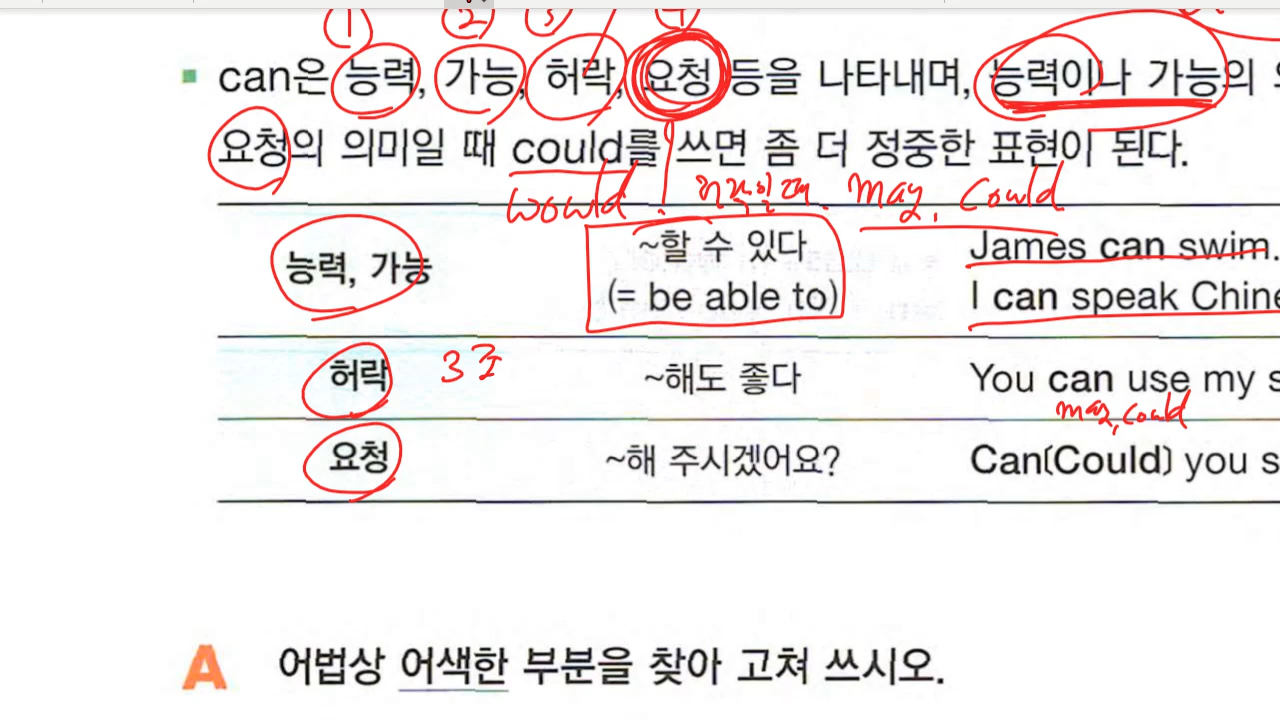 ① ② ③ ④
can은 능력, 가능, 허락, 요청 등을 나타내며, 능력이나 가능의
요청의 의미일 때 could를 쓰면 좀 더 정중한 표현이 된다.
would may, could
능력, 가능 ~할 수 있다 James can swim.
(= be able to) I can speak Chine
허락 ~해도 좋다 You can use my s
may, could
요청 ~해 주시겠어요? Can(Could) you s
A 어법상 어색한 부분을 찾아 고쳐 쓰시오.